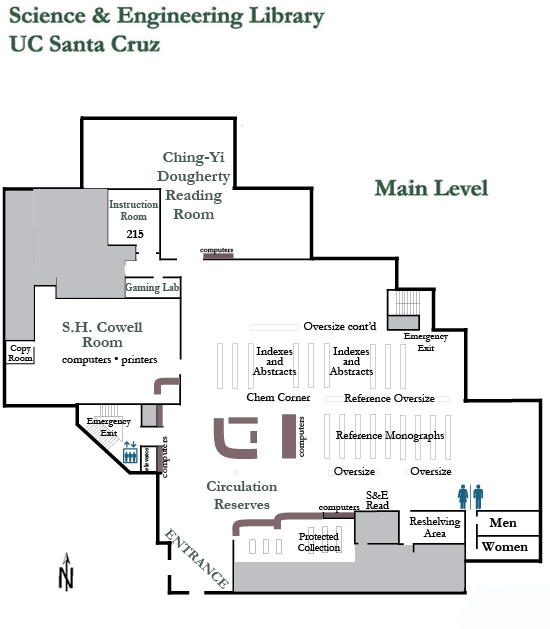 Science & Engineering Library
UC Santa Cruz
Main Level
Ching-Yi
Dougherty
Reading
Room
Instruction
Room
215
computers
Gaming Lab
S.H. Cowell
Room
computers • printers
Copy
Room
Oversize cont'd
Emergency
Exit
Indexes
and
Abstracts
Indexes
and
Abstracts
Chem Corner
Reference Oversize
Emergency
Exit
elevator
computers
computers
Reference Monographs
Oversize
Oversize
Circulation
Reserves
S&E
Read
computers
Protected
Collection
Reshelving
Area
Men
Women
ENTRANCE
N